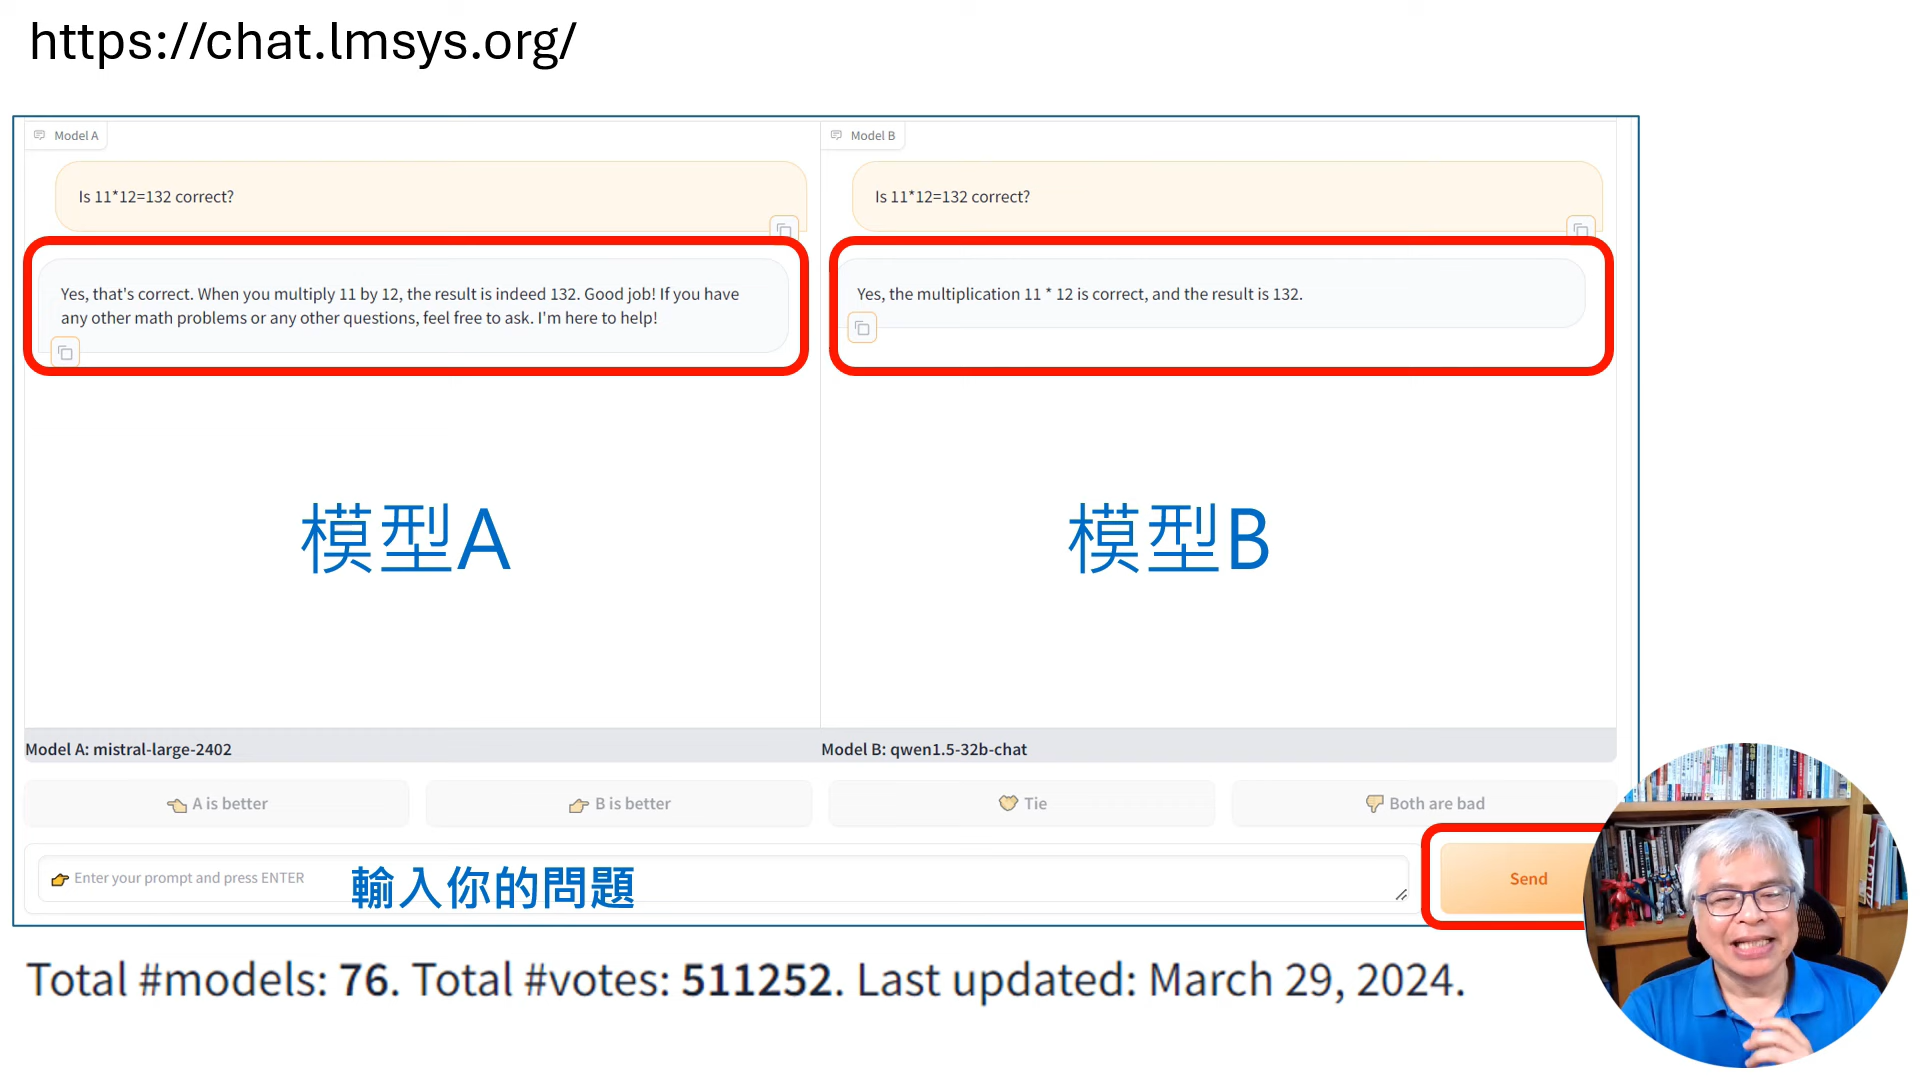 https://chat.lmsys.org/
Model A
Model B
Is 11*12=132 correct?
Is 11*12=132 correct?
Yes, that's correct. When you multiply 11 by 12, the result is indeed 132. Good job! If you have
any other math problems or any other questions, feel free to ask. I'm here to help!
Yes, the multiplication 11 * 12 is correct, and the result is 132.
模型A
模型B
Model A: mistral-large-2402
Model B: qwen1.5-32b-chat
A is better
B is better
Tie
Both are bad
Enter your prompt and press ENTER
輸入你的問題
Send
Total #models: 76. Total #votes: 511252. Last updated: March 29, 2024.